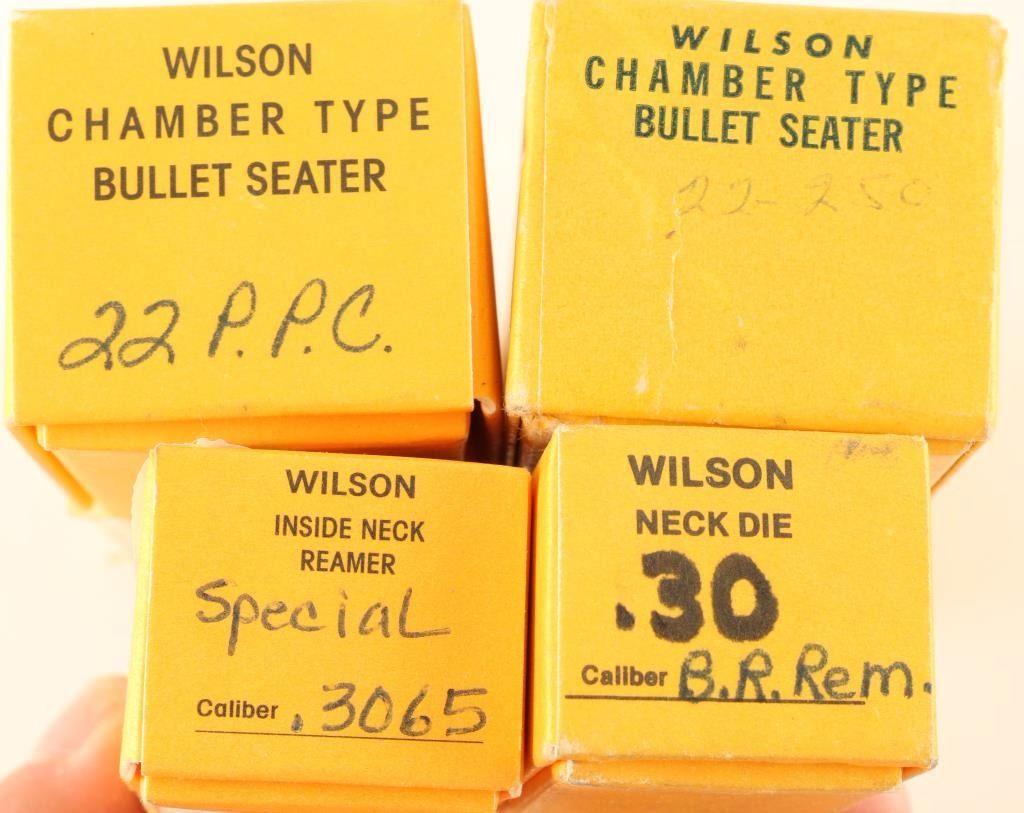 WILSON
CHAMBER TYPE
BULLET SEATER
22 P.P.C.
WILSON
CHAMBER TYPE
BULLET SEATER
22-250
WILSON
INSIDE NECK
REAMER
Special
Caliber .3065
WILSON
NECK DIE
.30
Caliber B.R. Rem.